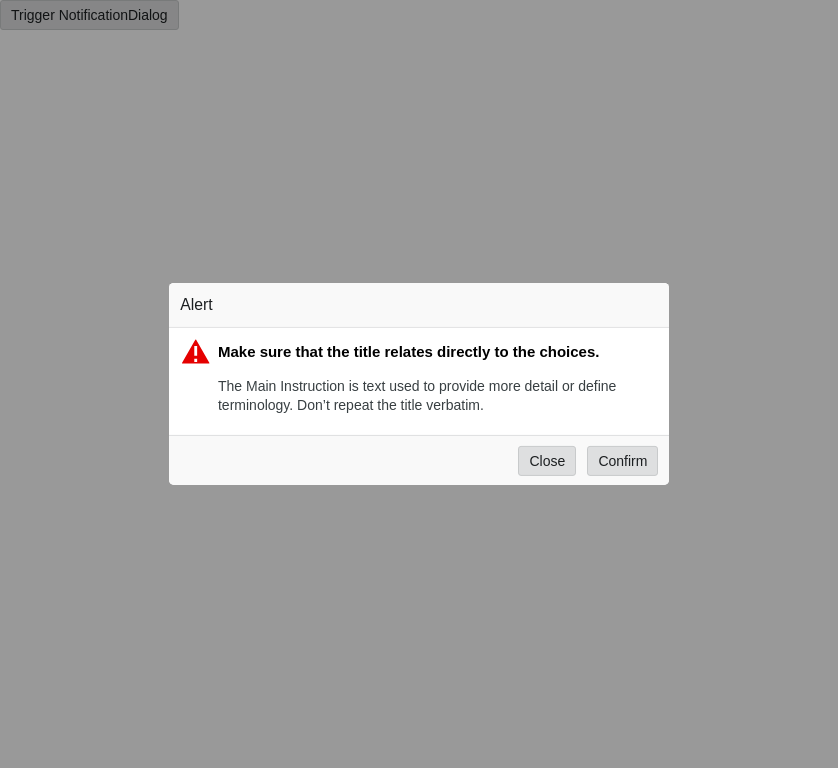 Trigger NotificationDialog
Alert
Make sure that the title relates directly to the choices.
The Main Instruction is text used to provide more detail or define
terminology. Don’t repeat the title verbatim.
Close Confirm